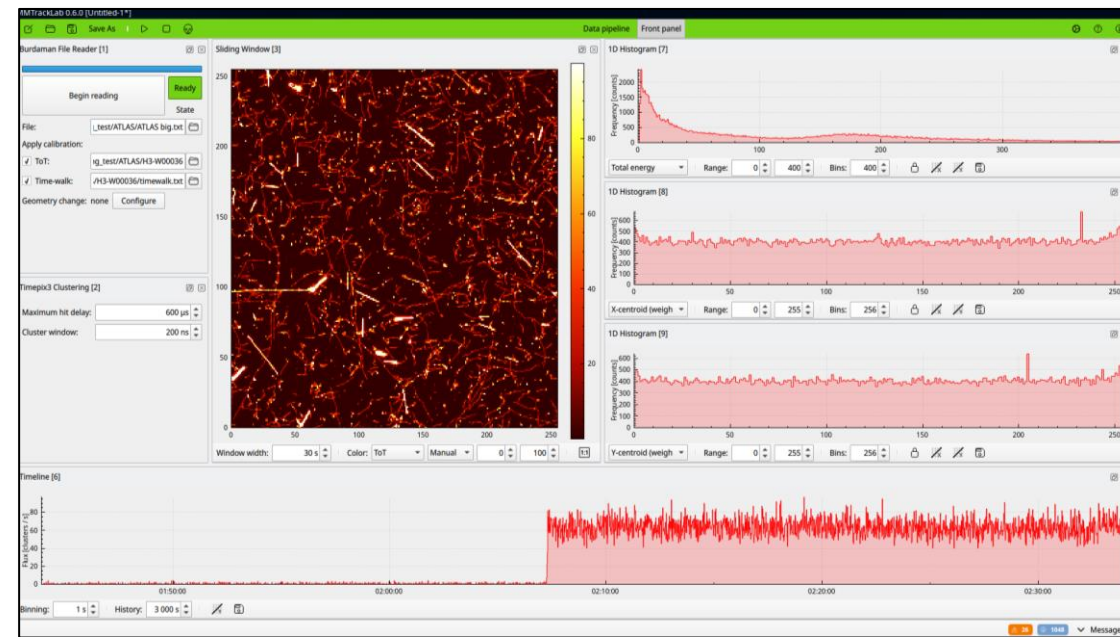 MMTrackLab 0.6.0 [Untitled-1*]
Save As Data pipeline Front panel
Burdaman File Reader [1]
Begin reading
Ready
State
File: _test/ATLAS/ATLAS big.txt
Apply calibration:
ToT: ıg_test/ATLAS/H3-W00036
Time-walk: /H3-W00036/timewalk.txt
Geometry change: none Configure
Timepix3 Clustering [2]
Maximum hit delay: 600 µs
Cluster window: 200 ns
Sliding Window [3]
250
200
150
100
50
0
0 50 100 150 200 250
80
60
40
20
Window width: 30 s Color: ToT Manual 0 100 1:1
1D Histogram [7]
Frequency [counts]
2000
1500
1000
500
0
0 100 200 300
Total energy Range: 0 400 Bins: 400
1D Histogram [8]
Frequency [counts]
600
500
400
300
200
100
0
0 50 100 150 200 250
X-centroid (weigh Range: 0 255 Bins: 256
1D Histogram [9]
Frequency [counts]
600
500
400
300
200
100
0
0 50 100 150 200 250
Y-centroid (weigh Range: 0 255 Bins: 256
Timeline [6]
Flux [clusters / s]
80
60
40
20
0
01:50:00 02:00:00 02:10:00 02:20:00 02:30:00
Binning: 1 s History: 3 000 s
36 1048 Message